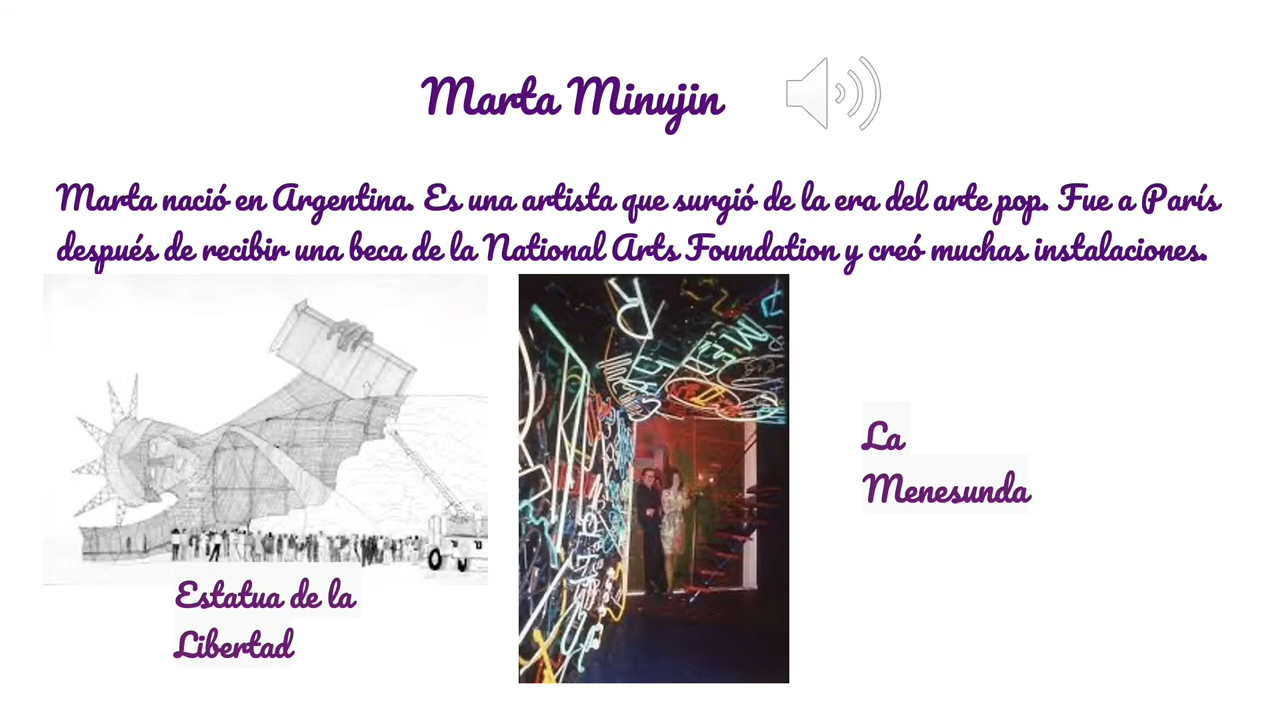 Marta Minujin
Marta nació en Argentina. Es una artista que surgió de la era del arte pop. Fue a París
después de recibir una beca de la National Arts Foundation y creó muchas instalaciones.
La
Menesunda
Estatua de la
Libertad